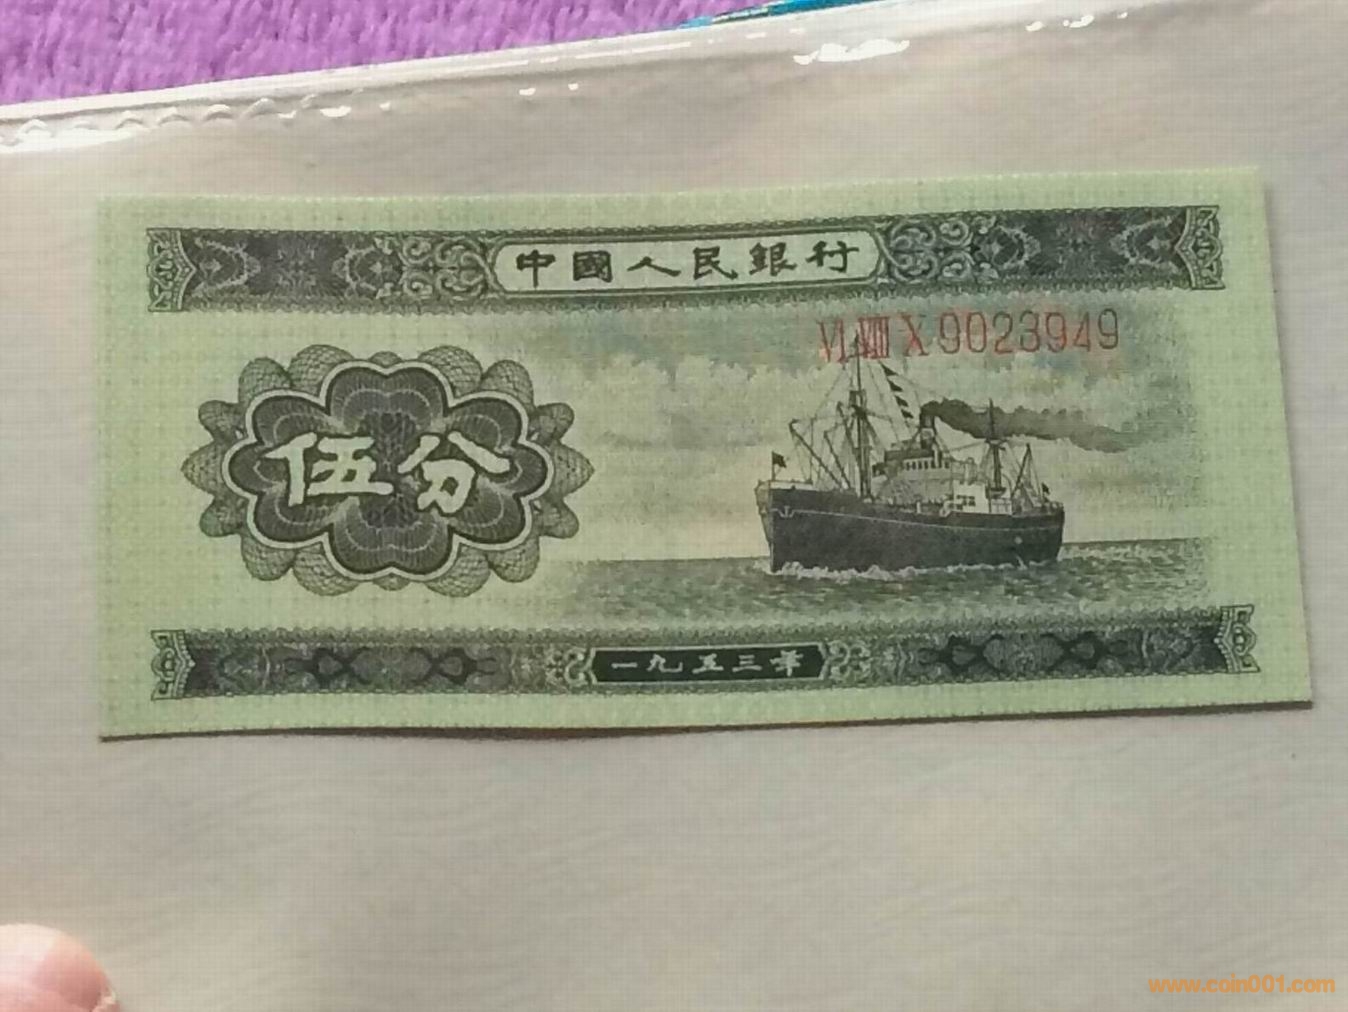 中國人民銀行
VI VIII X 9023949
伍分
一九五三年
www.coin001.com